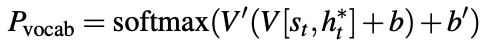 P_vocab = softmax(V′(V[s_t, h_t^*] + b) + b′)